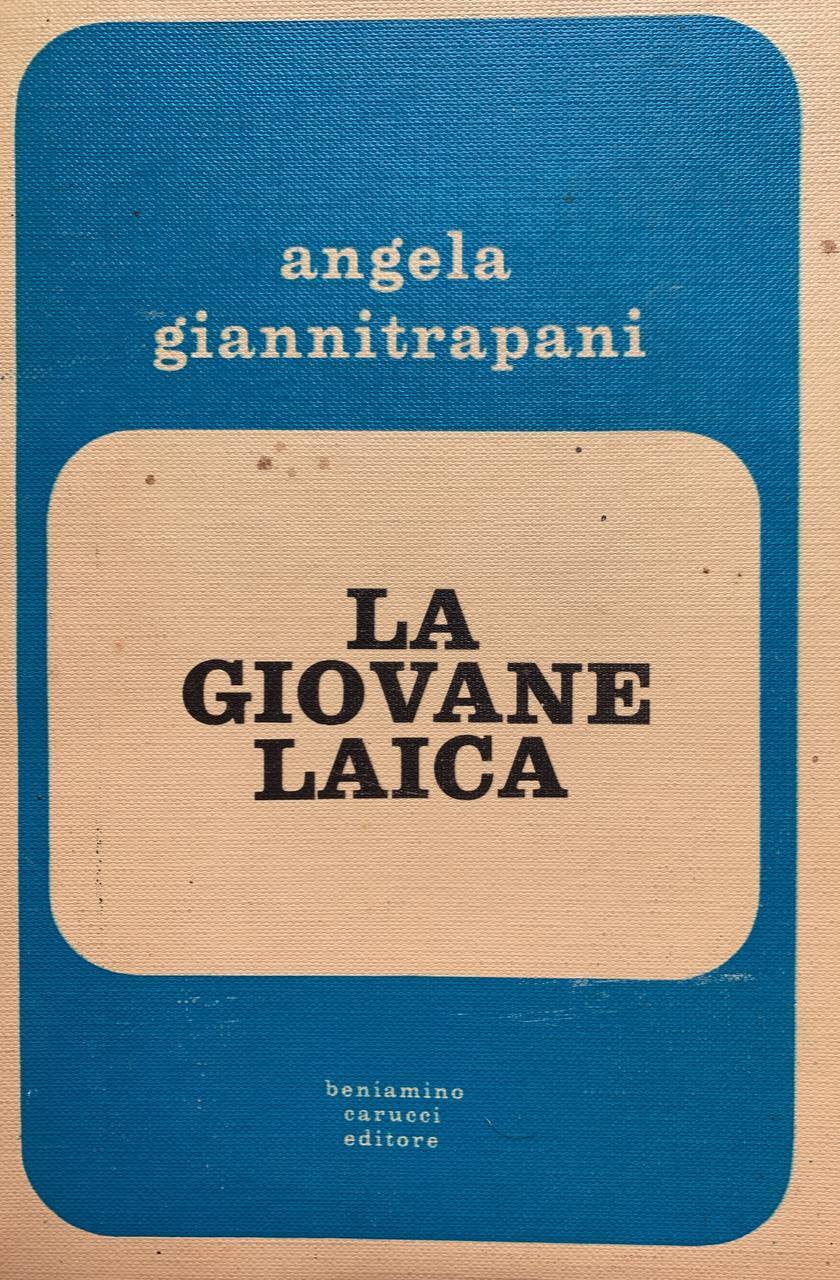 angela
giannitrapani
LA
GIOVANE
LAICA
beniamino
carucci
editore